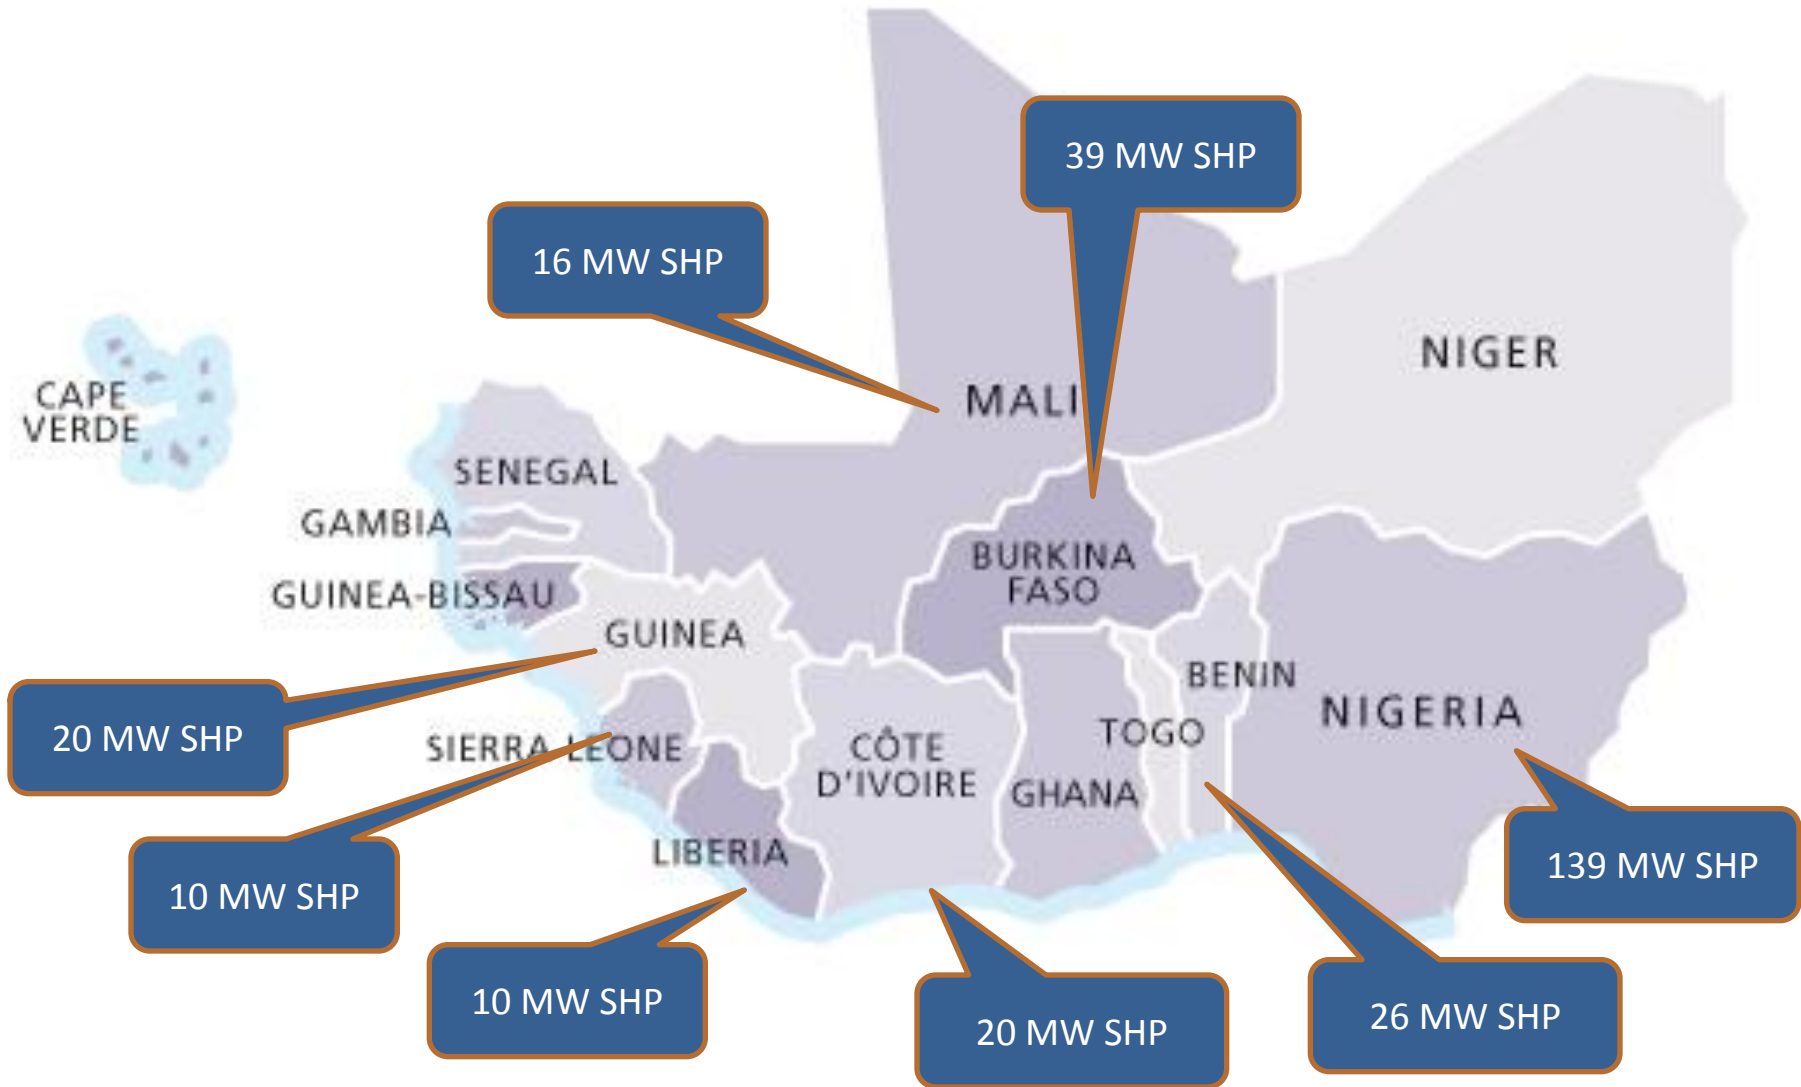 39 MW SHP
16 MW SHP
NIGER
CAPE
VERDE
MALI
SENEGAL
GAMBIA
BURKINA
FASO
GUINEA-BISSAU
GUINEA
BENIN
NIGERIA
20 MW SHP
SIERRA LEONE
CÔTE
D'IVOIRE
TOGO
GHANA
LIBERIA
139 MW SHP
10 MW SHP
10 MW SHP
20 MW SHP
26 MW SHP